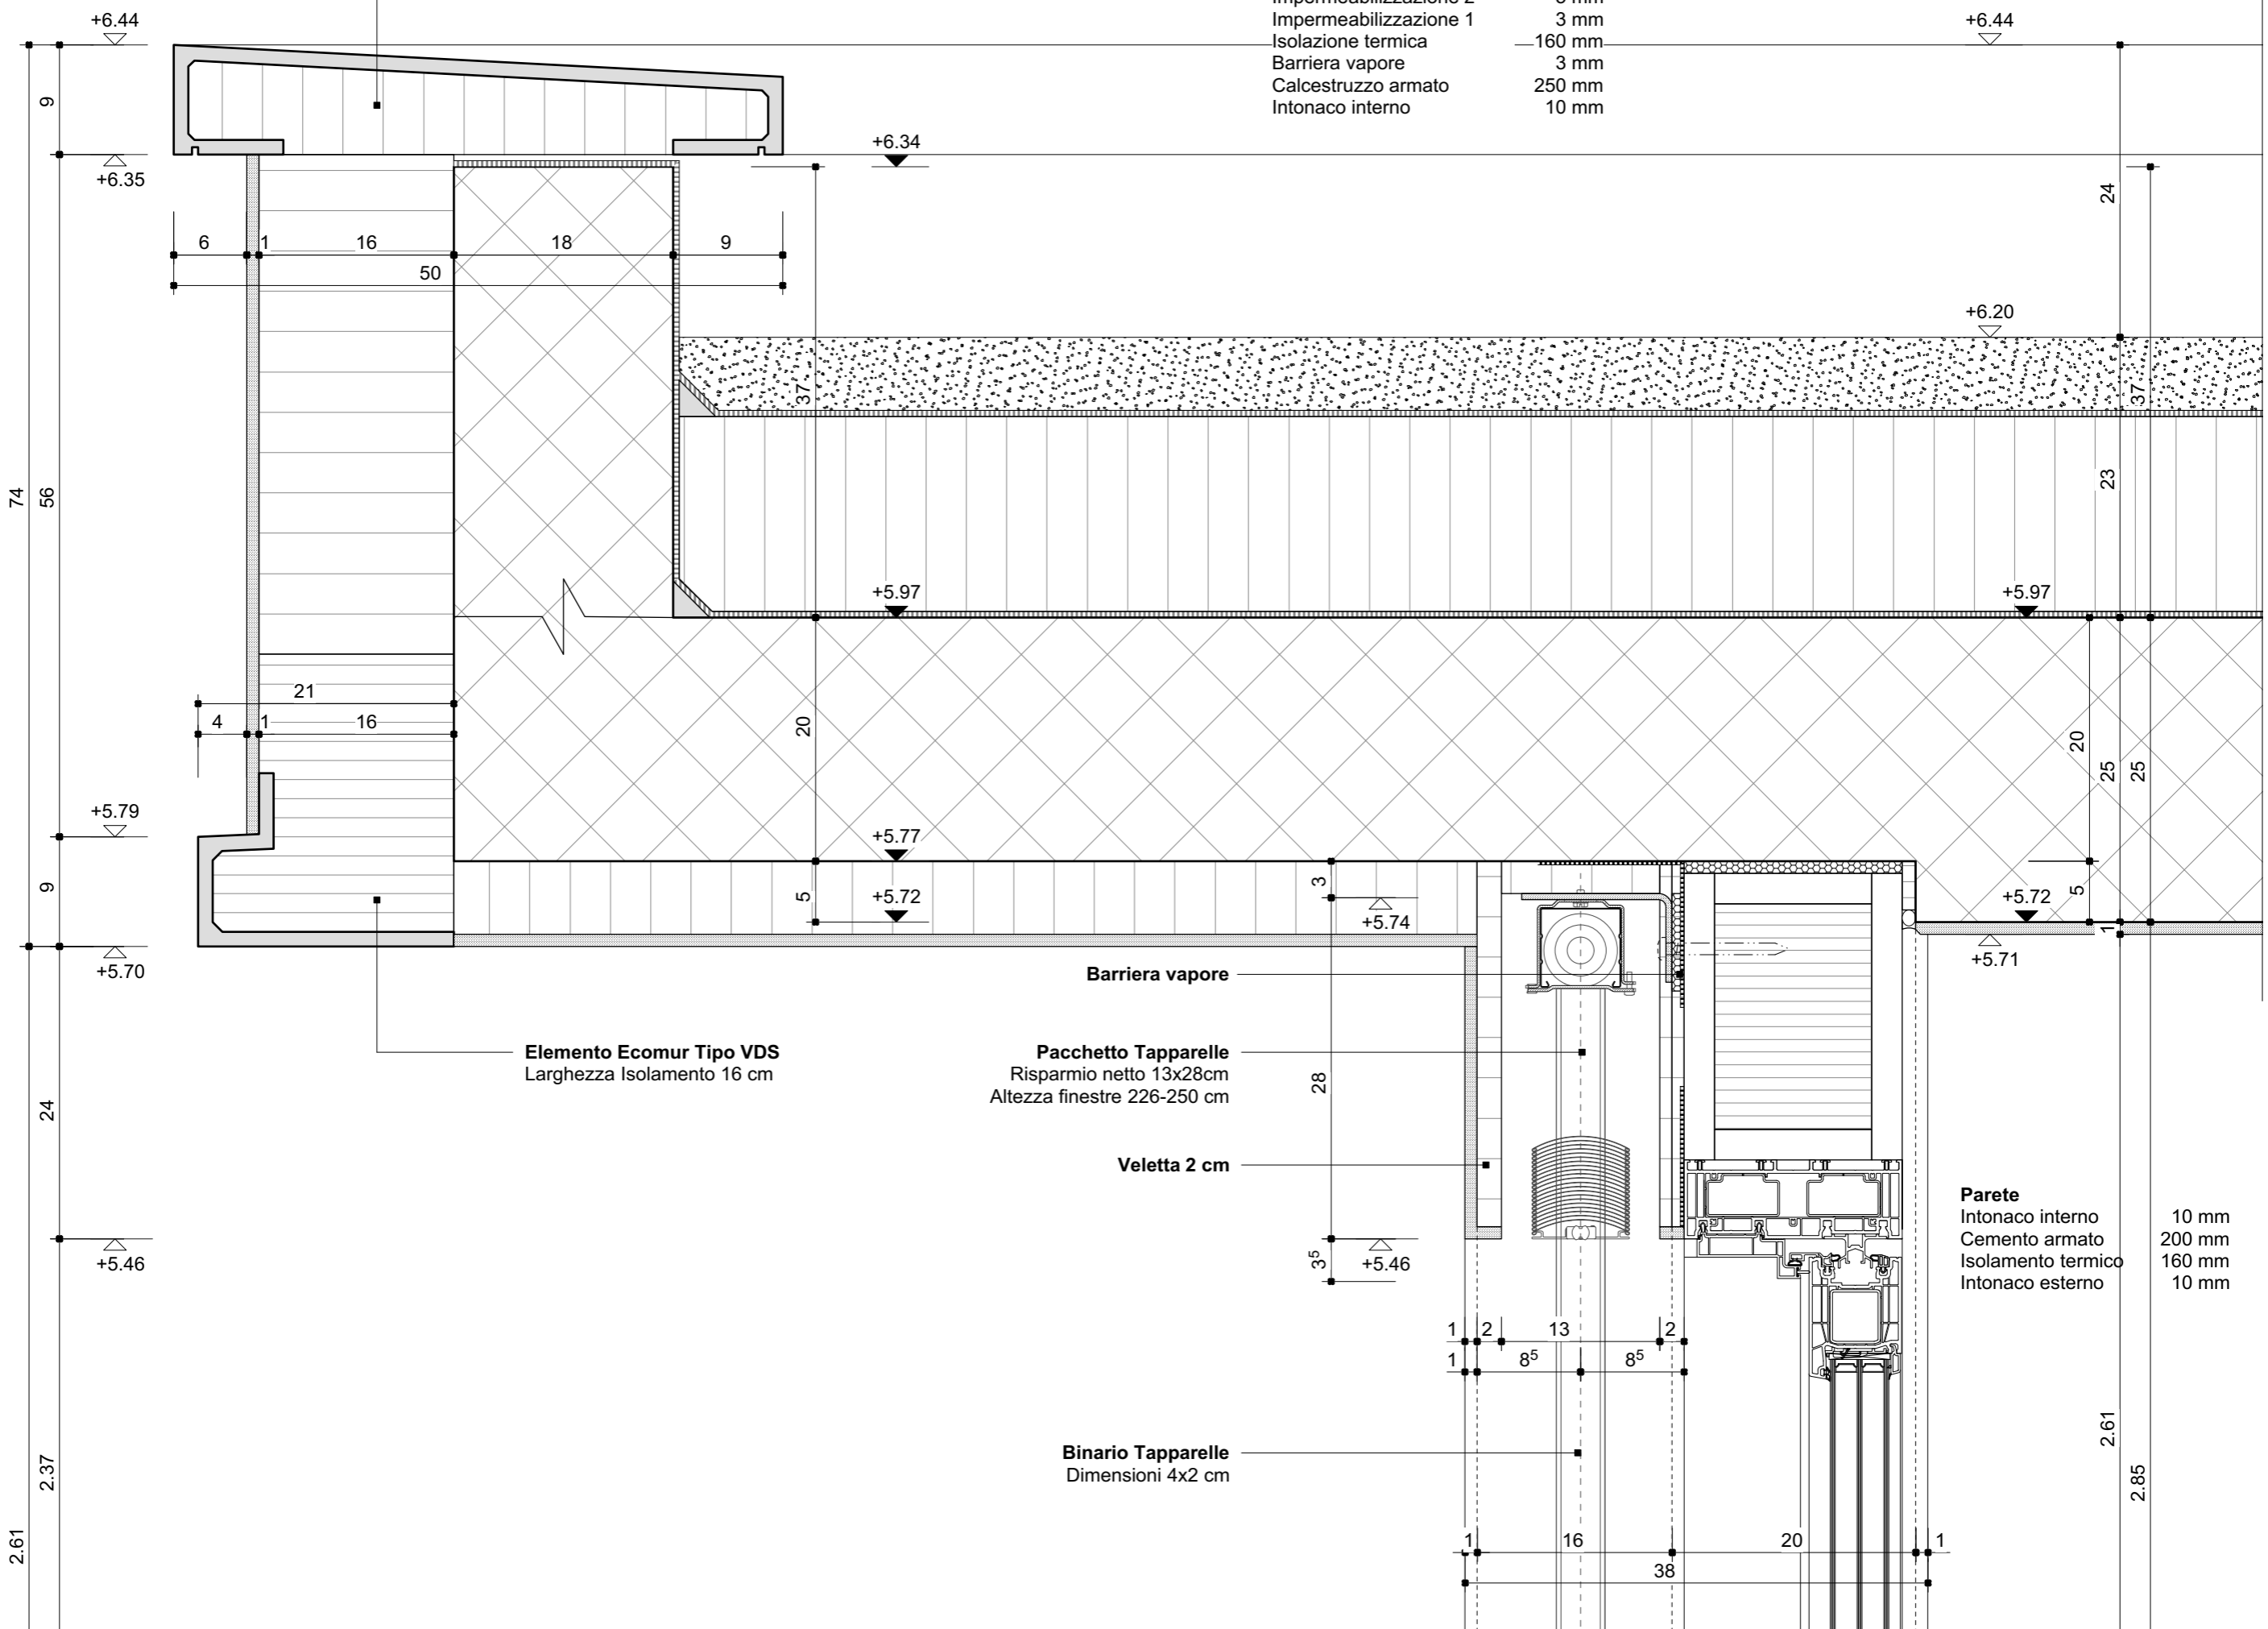 Impermeabilizzazione 2
Impermeabilizzazione 1 3 mm
Isolazione termica 160 mm
Barriera vapore 3 mm
Calcestruzzo armato 250 mm
Intonaco interno 10 mm
+6.44
+6.44
9
+6.35
+6.34
24
6 1 16 18 9
50
+6.20
37
37
74
56
23
+5.97
+5.97
21
4 1 16
20
20
25
25
+5.79
+5.77
9
3
5
+5.72
5
+5.72
+5.74
1
+5.70
+5.71
Barriera vapore
Elemento Ecomur Tipo VDS
Larghezza Isolamento 16 cm
Pacchetto Tapparelle
Risparmio netto 13x28cm
Altezza finestre 226-250 cm
28
24
Veletta 2 cm
Parete
Intonaco interno 10 mm
Cemento armato 200 mm
Isolamento termico 160 mm
Intonaco esterno 10 mm
+5.46
3⁵
+5.46
1 2 13 2
1 8⁵ 8⁵
2.61
Binario Tapparelle
Dimensioni 4x2 cm
2.37
2.85
2.61
1 16 20 1
38